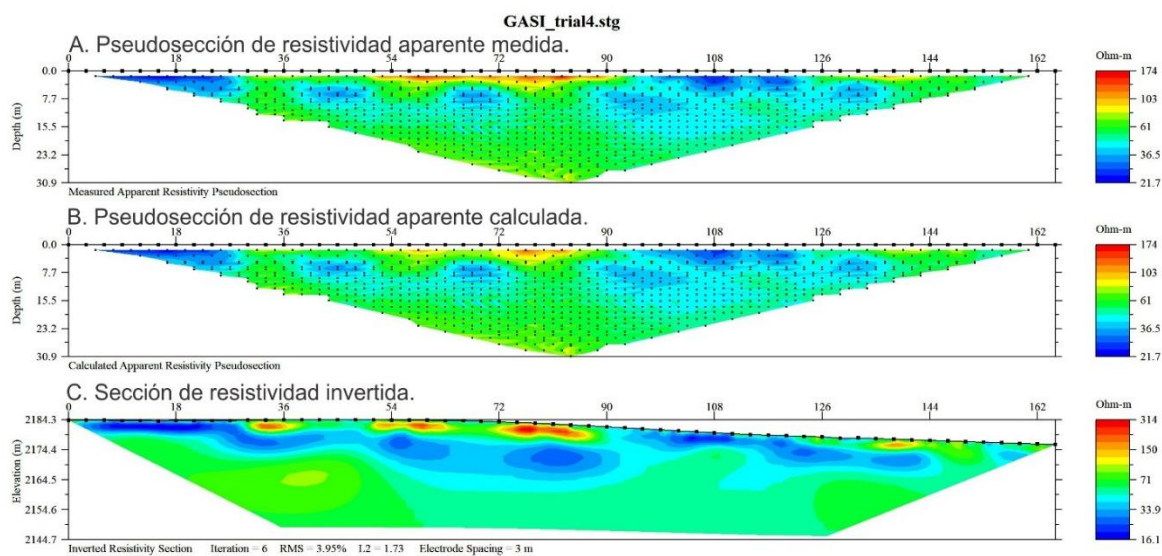 GASI_trial4.stg
A. Pseudosección de resistividad aparente medida.
0 18 36 54 72 90 108 126 144 162
Ohm-m
0.0
7.7
15.5
23.2
30.9
Depth (m)
174
103
61
36.5
21.7
Measured Apparent Resistivity Pseudosection
B. Pseudosección de resistividad aparente calculada.
0 18 36 54 72 90 108 126 144 162
Ohm-m
0.0
7.7
15.5
23.2
30.9
Depth (m)
174
103
61
36.5
21.7
Calculated Apparent Resistivity Pseudosection
C. Sección de resistividad invertida.
0 18 36 54 72 90 108 126 144 162
Ohm-m
2184.3
2174.4
2164.5
2154.6
2144.7
Elevation (m)
314
150
71
33.9
16.1
Inverted Resistivity Section Iteration = 6 RMS = 3.95% L2 = 1.73 Electrode Spacing = 3 m